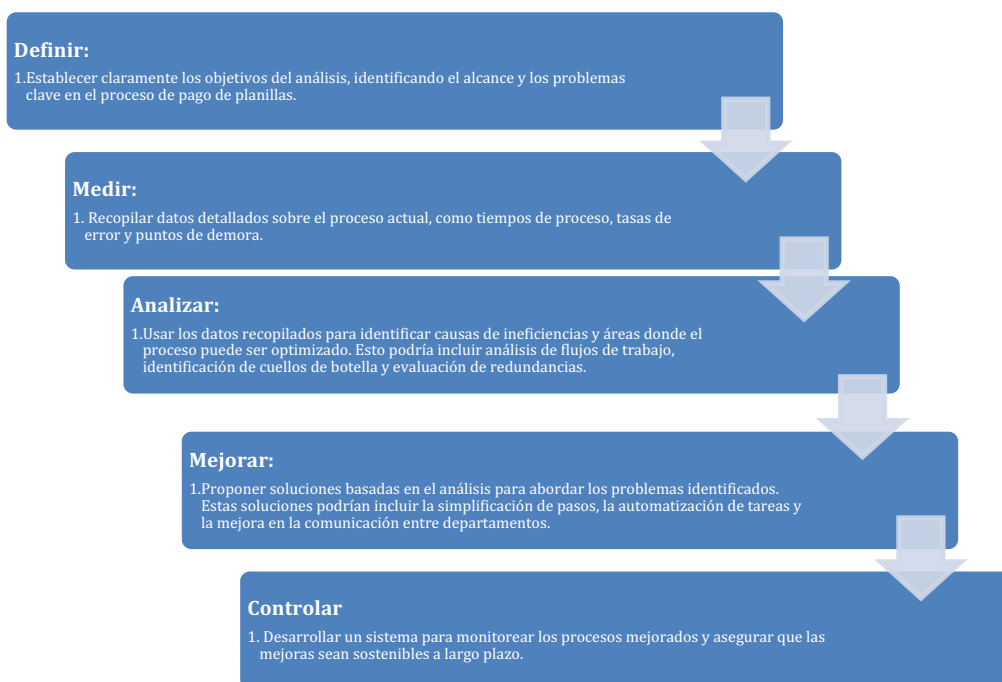 Definir:
1.Establecer claramente los objetivos del análisis, identificando el alcance y los problemas
clave en el proceso de pago de planillas.
Medir:
1. Recopilar datos detallados sobre el proceso actual, como tiempos de proceso, tasas de
error y puntos de demora.
Analizar:
1.Usar los datos recopilados para identificar causas de ineficiencias y áreas donde el
proceso puede ser optimizado. Esto podría incluir análisis de flujos de trabajo,
identificación de cuellos de botella y evaluación de redundancias.
Mejorar:
1.Proponer soluciones basadas en el análisis para abordar los problemas identificados.
Estas soluciones podrían incluir la simplificación de pasos, la automatización de tareas y
la mejora en la comunicación entre departamentos.
Controlar
1. Desarrollar un sistema para monitorear los procesos mejorados y asegurar que las
mejoras sean sostenibles a largo plazo.